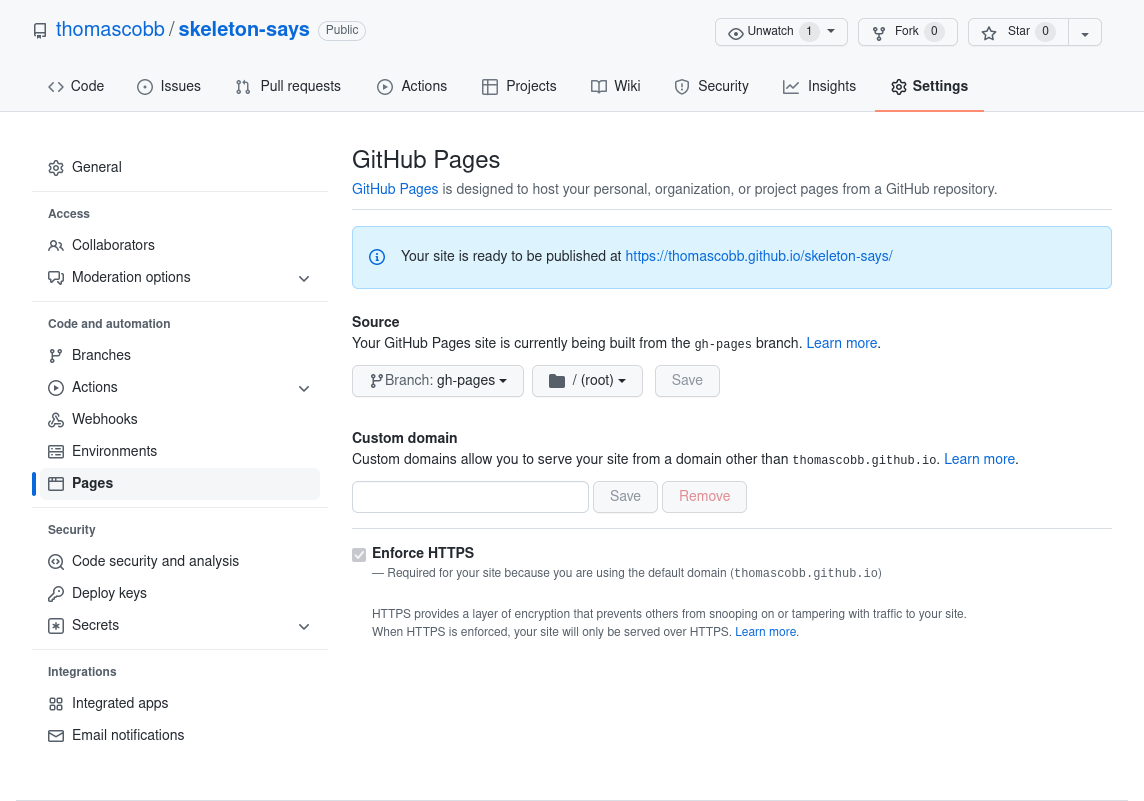 thomascobb / skeleton-says Public
Unwatch 1 Fork 0 Star 0
Code Issues Pull requests Actions Projects Wiki Security Insights Settings
General
Access
Collaborators
Moderation options
Code and automation
Branches
Actions
Webhooks
Environments
Pages
Security
Code security and analysis
Deploy keys
Secrets
Integrations
Integrated apps
Email notifications
GitHub Pages
GitHub Pages is designed to host your personal, organization, or project pages from a GitHub repository.
Your site is ready to be published at https://thomascobb.github.io/skeleton-says/
Source
Your GitHub Pages site is currently being built from the gh-pages branch. Learn more.
Branch: gh-pages / (root) Save
Custom domain
Custom domains allow you to serve your site from a domain other than thomascobb.github.io. Learn more.
Save Remove
Enforce HTTPS
— Required for your site because you are using the default domain (thomascobb.github.io)
HTTPS provides a layer of encryption that prevents others from snooping on or tampering with traffic to your site.
When HTTPS is enforced, your site will only be served over HTTPS. Learn more.